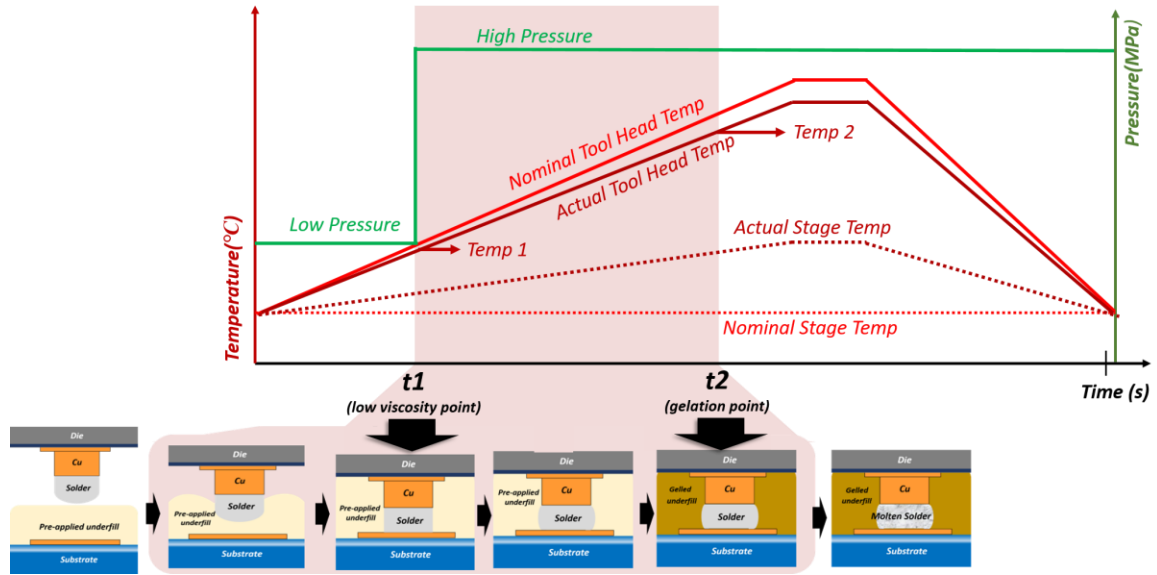 High Pressure
Low Pressure
Nominal Tool Head Temp
Actual Tool Head Temp
Temp 1
Temp 2
Actual Stage Temp
Nominal Stage Temp
Temperature(°C)
Pressure(MPa)
Time (s)
t1
(low viscosity point)
t2
(gelation point)
Die
Cu
Solder
Pre-applied underfill
Substrate
Die
Cu
Solder
Pre-applied
underfill
Substrate
Die
Cu
Pre-applied
underfill
Solder
Substrate
Die
Cu
Pre-applied
underfill
Solder
Substrate
Die
Cu
Gelled
underfill
Solder
Substrate
Die
Cu
Gelled
underfill
Molten Solder
Substrate